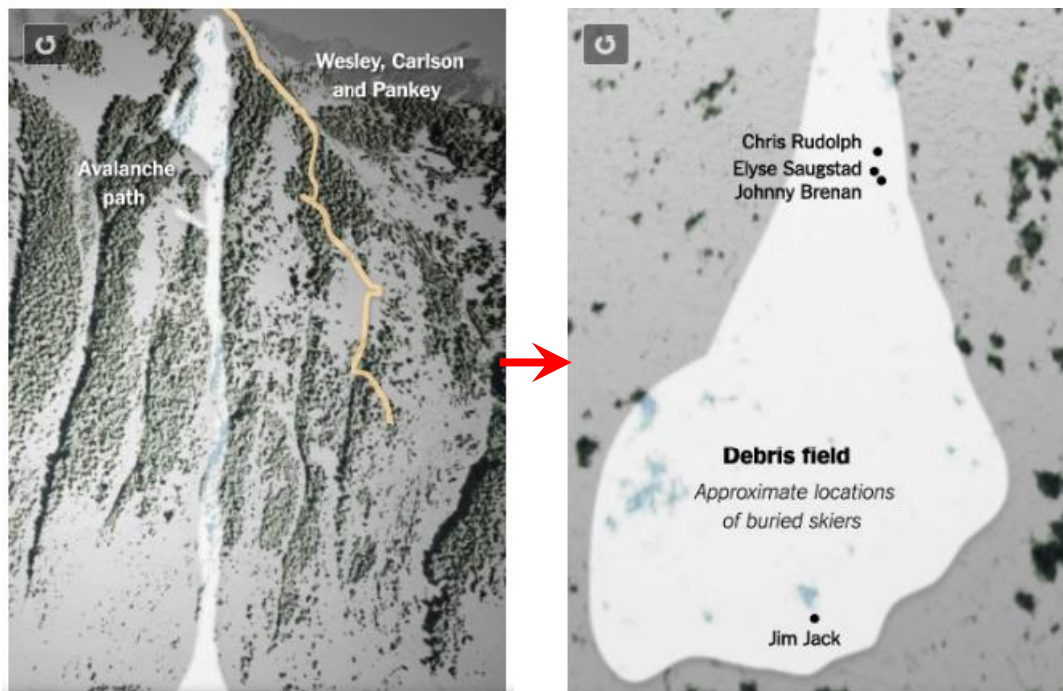 Wesley, Carlson
and Pankey
Avalanche
path
Chris Rudolph
Elyse Saugstad
Johnny Brenan
Debris field
Approximate locations
of buried skiers
Jim Jack